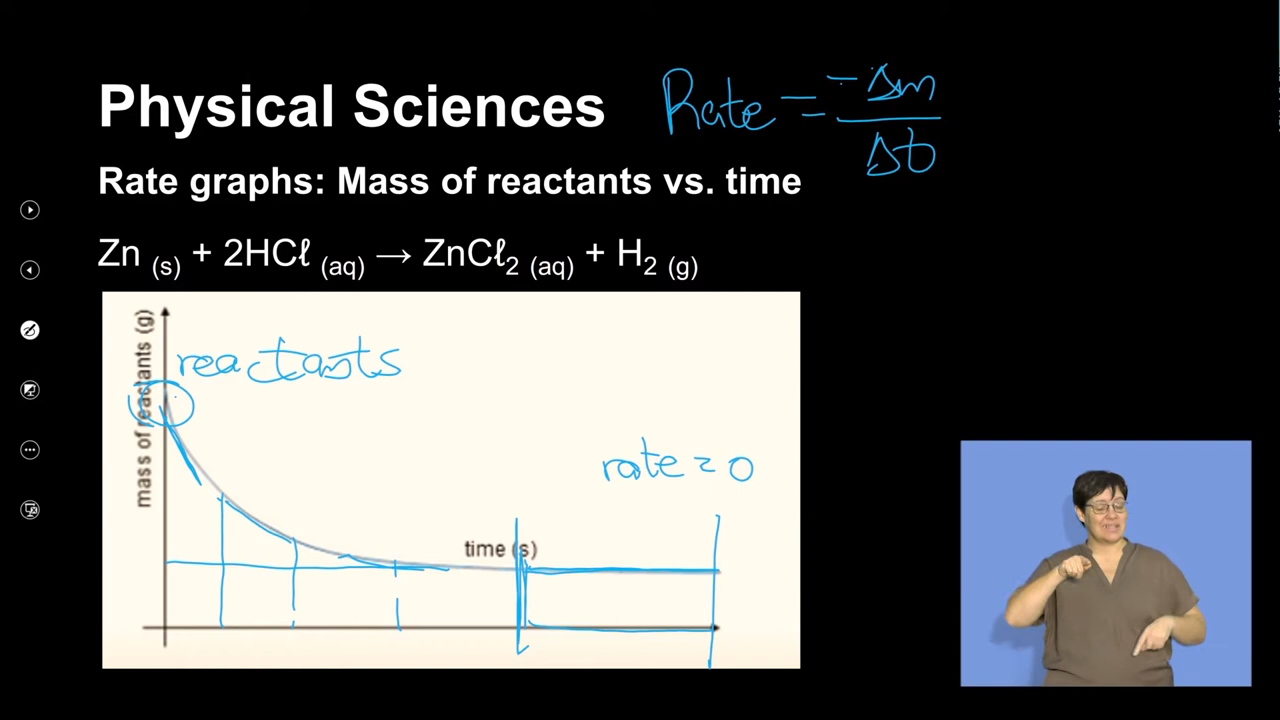 Physical Sciences
Rate = -Δm
Δt
Rate graphs: Mass of reactants vs. time
Zn (s) + 2HCℓ (aq) → ZnCℓ2 (aq) + H2 (g)
mass of reactants (g)
reactants
rate = 0
time (s)